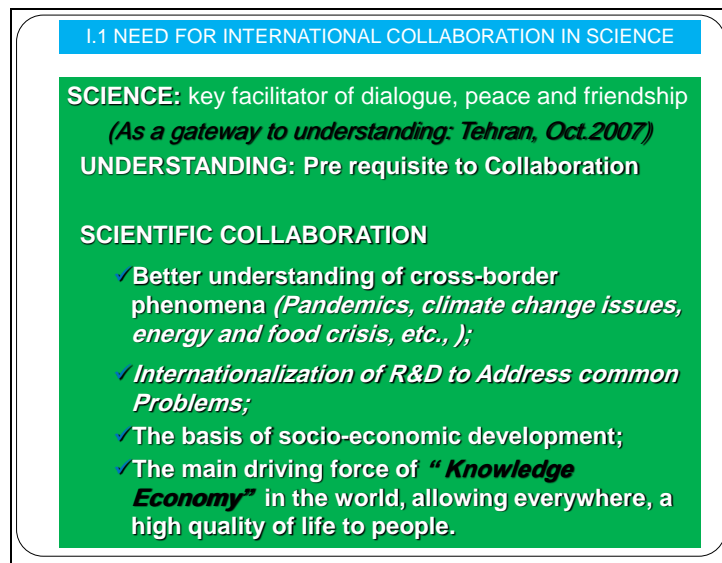 I.1 NEED FOR INTERNATIONAL COLLABORATION IN SCIENCE
SCIENCE: key facilitator of dialogue, peace and friendship
(As a gateway to understanding: Tehran, Oct.2007)
UNDERSTANDING: Pre requisite to Collaboration
SCIENTIFIC COLLABORATION
✓Better understanding of cross-border
phenomena (Pandemics, climate change issues,
energy and food crisis, etc., );
✓Internationalization of R&D to Address common
Problems;
✓The basis of socio-economic development;
✓The main driving force of “ Knowledge
Economy” in the world, allowing everywhere, a
high quality of life to people.